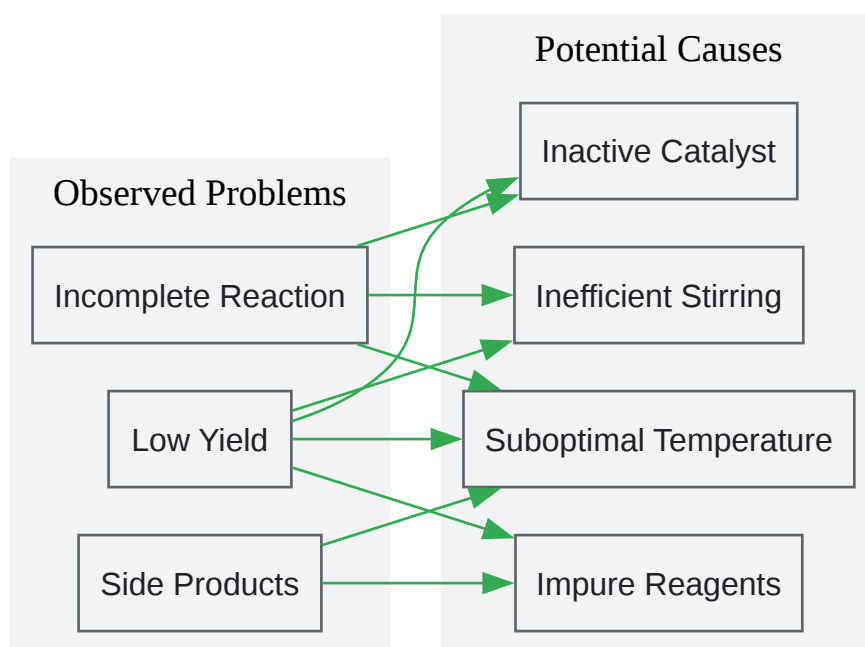 Potential Causes
Inactive Catalyst
Observed Problems
Incomplete Reaction
Inefficient Stirring
Low Yield
Suboptimal Temperature
Side Products
Impure Reagents